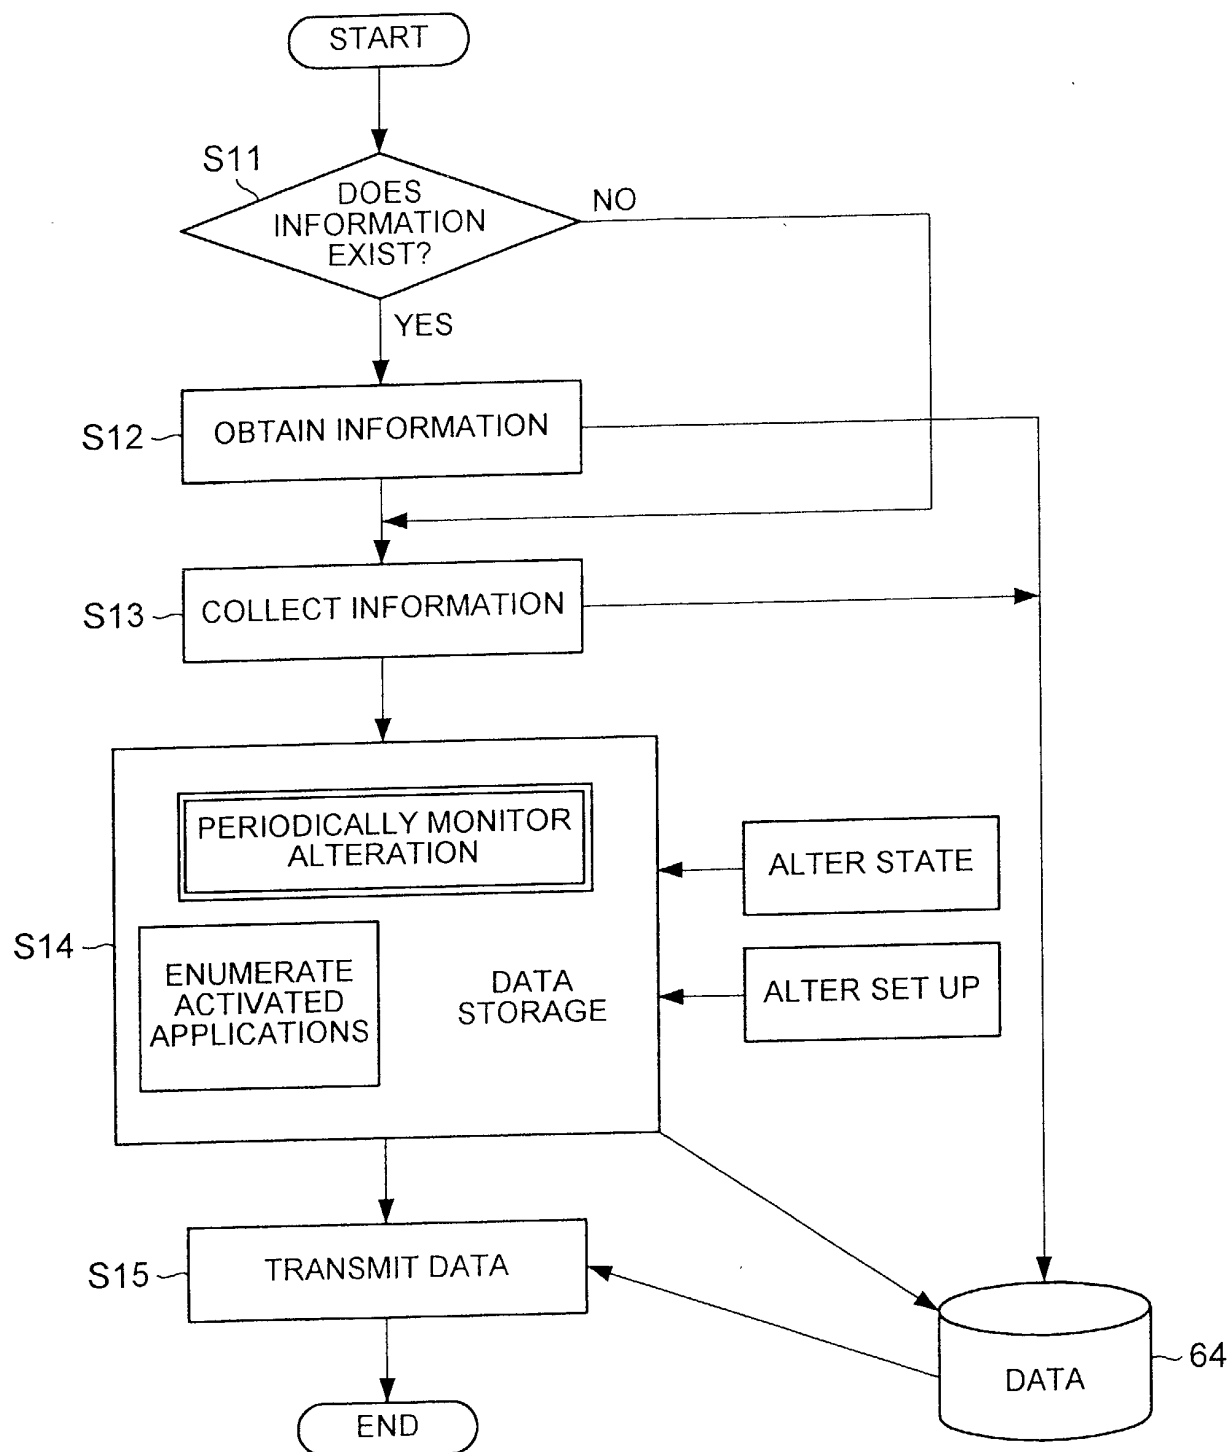 START
S11
DOES
INFORMATION
EXIST?
NO
YES
S12
OBTAIN INFORMATION
S13
COLLECT INFORMATION
PERIODICALLY MONITOR
ALTERATION
ALTER STATE
S14
ENUMERATE
ACTIVATED
APPLICATIONS
DATA
STORAGE
ALTER SET UP
S15
TRANSMIT DATA
64
DATA
END